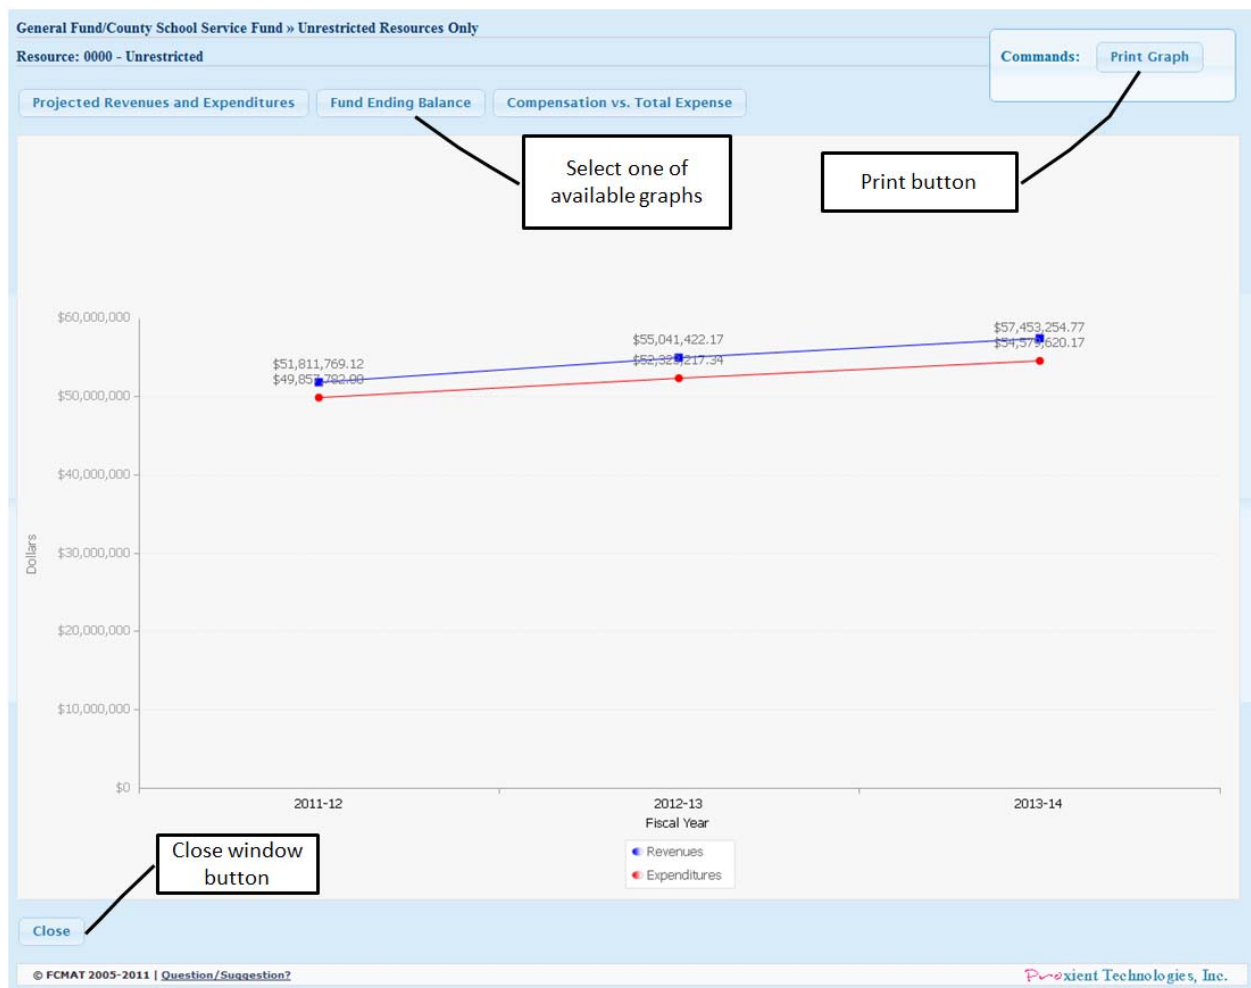 General Fund/County School Service Fund » Unrestricted Resources Only
Resource: 0000 - Unrestricted
Commands:
Print Graph
Projected Revenues and Expenditures
Fund Ending Balance
Compensation vs. Total Expense
Select one of
available graphs
Print button
$60,000,000
$50,000,000
$40,000,000
$30,000,000
$20,000,000
$10,000,000
$0
Dollars
$51,811,769.12
$55,041,422.17
$57,453,254.77
2011-12
2012-13
2013-14
Fiscal Year
Revenues
Expenditures
Close window
button
Close
© FCMAT 2005-2011 | Question/Suggestion?
Proxient Technologies, Inc.